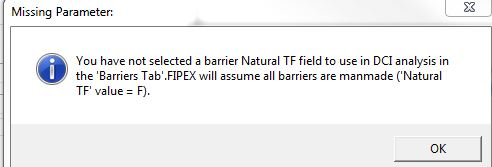 Missing Parameter:
You have not selected a barrier Natural TF field to use in DCI analysis in
the 'Barriers Tab'.FIPEX will assume all barriers are manmade ('Natural
TF' value = F).
OK